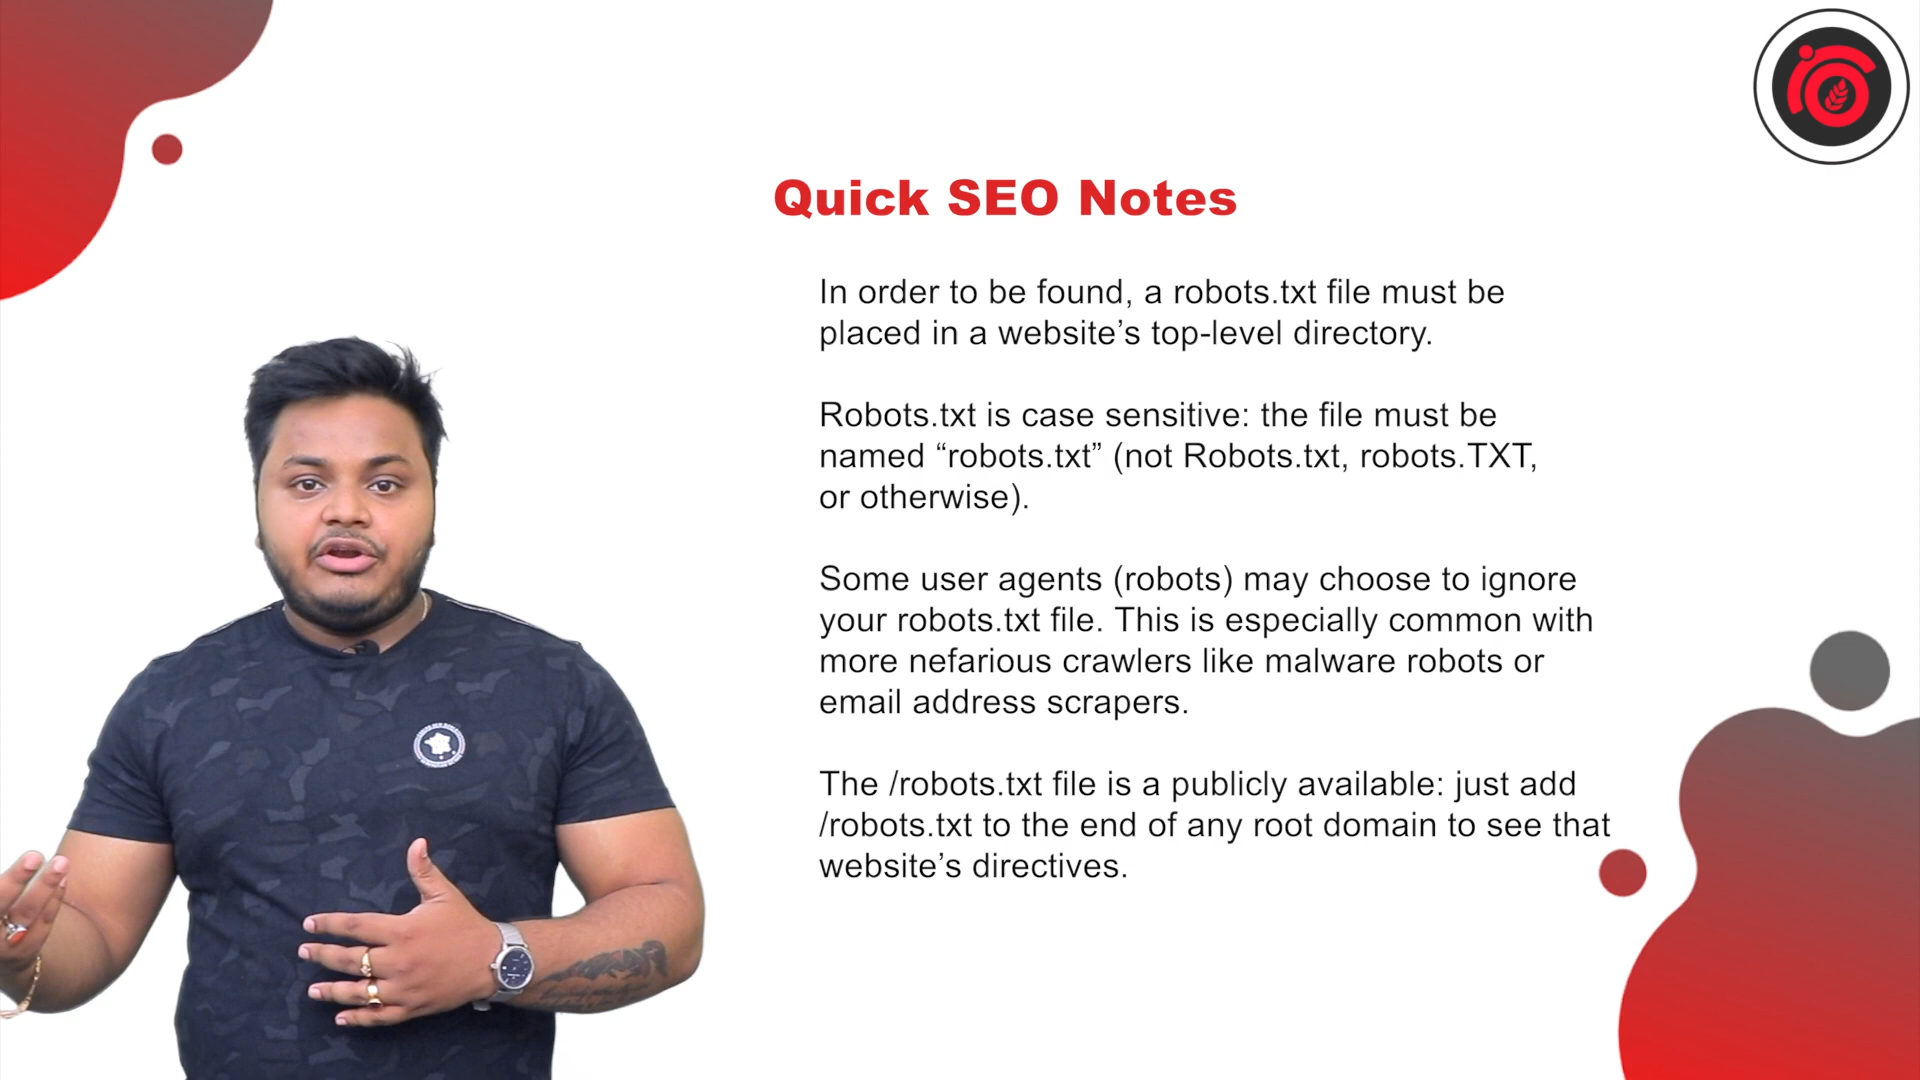 Quick SEO Notes
In order to be found, a robots.txt file must be
placed in a website’s top-level directory.
Robots.txt is case sensitive: the file must be
named “robots.txt” (not Robots.txt, robots.TXT,
or otherwise).
Some user agents (robots) may choose to ignore
your robots.txt file. This is especially common with
more nefarious crawlers like malware robots or
email address scrapers.
The /robots.txt file is a publicly available: just add
/robots.txt to the end of any root domain to see that
website’s directives.